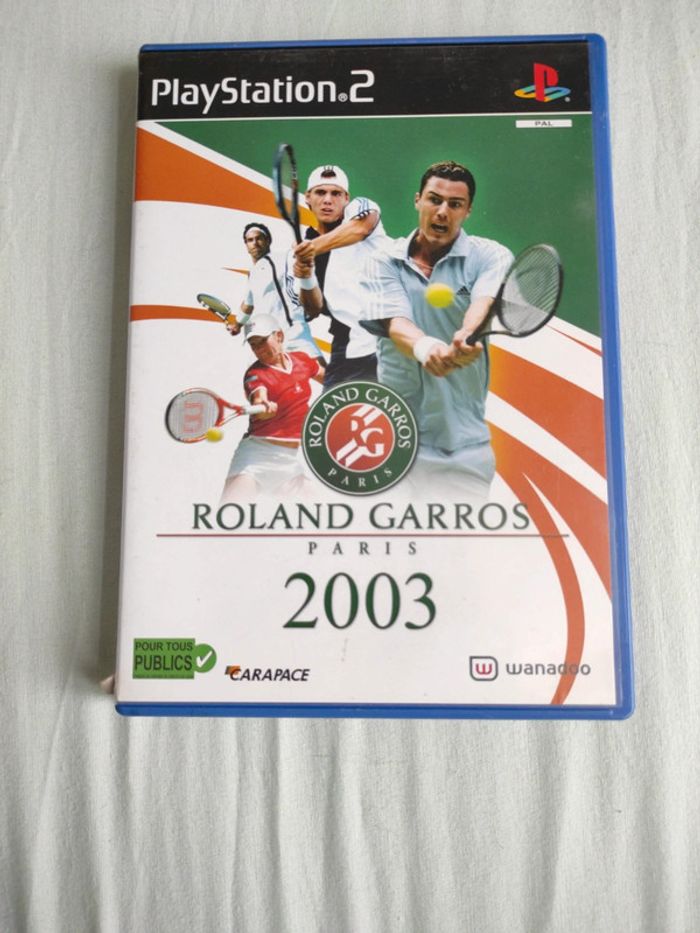 PlayStation®2
PAL
ROLAND GARROS
RG
PARIS
ROLAND GARROS
PARIS
2003
POUR TOUS
PUBLICS
CARAPACE
wanadoo